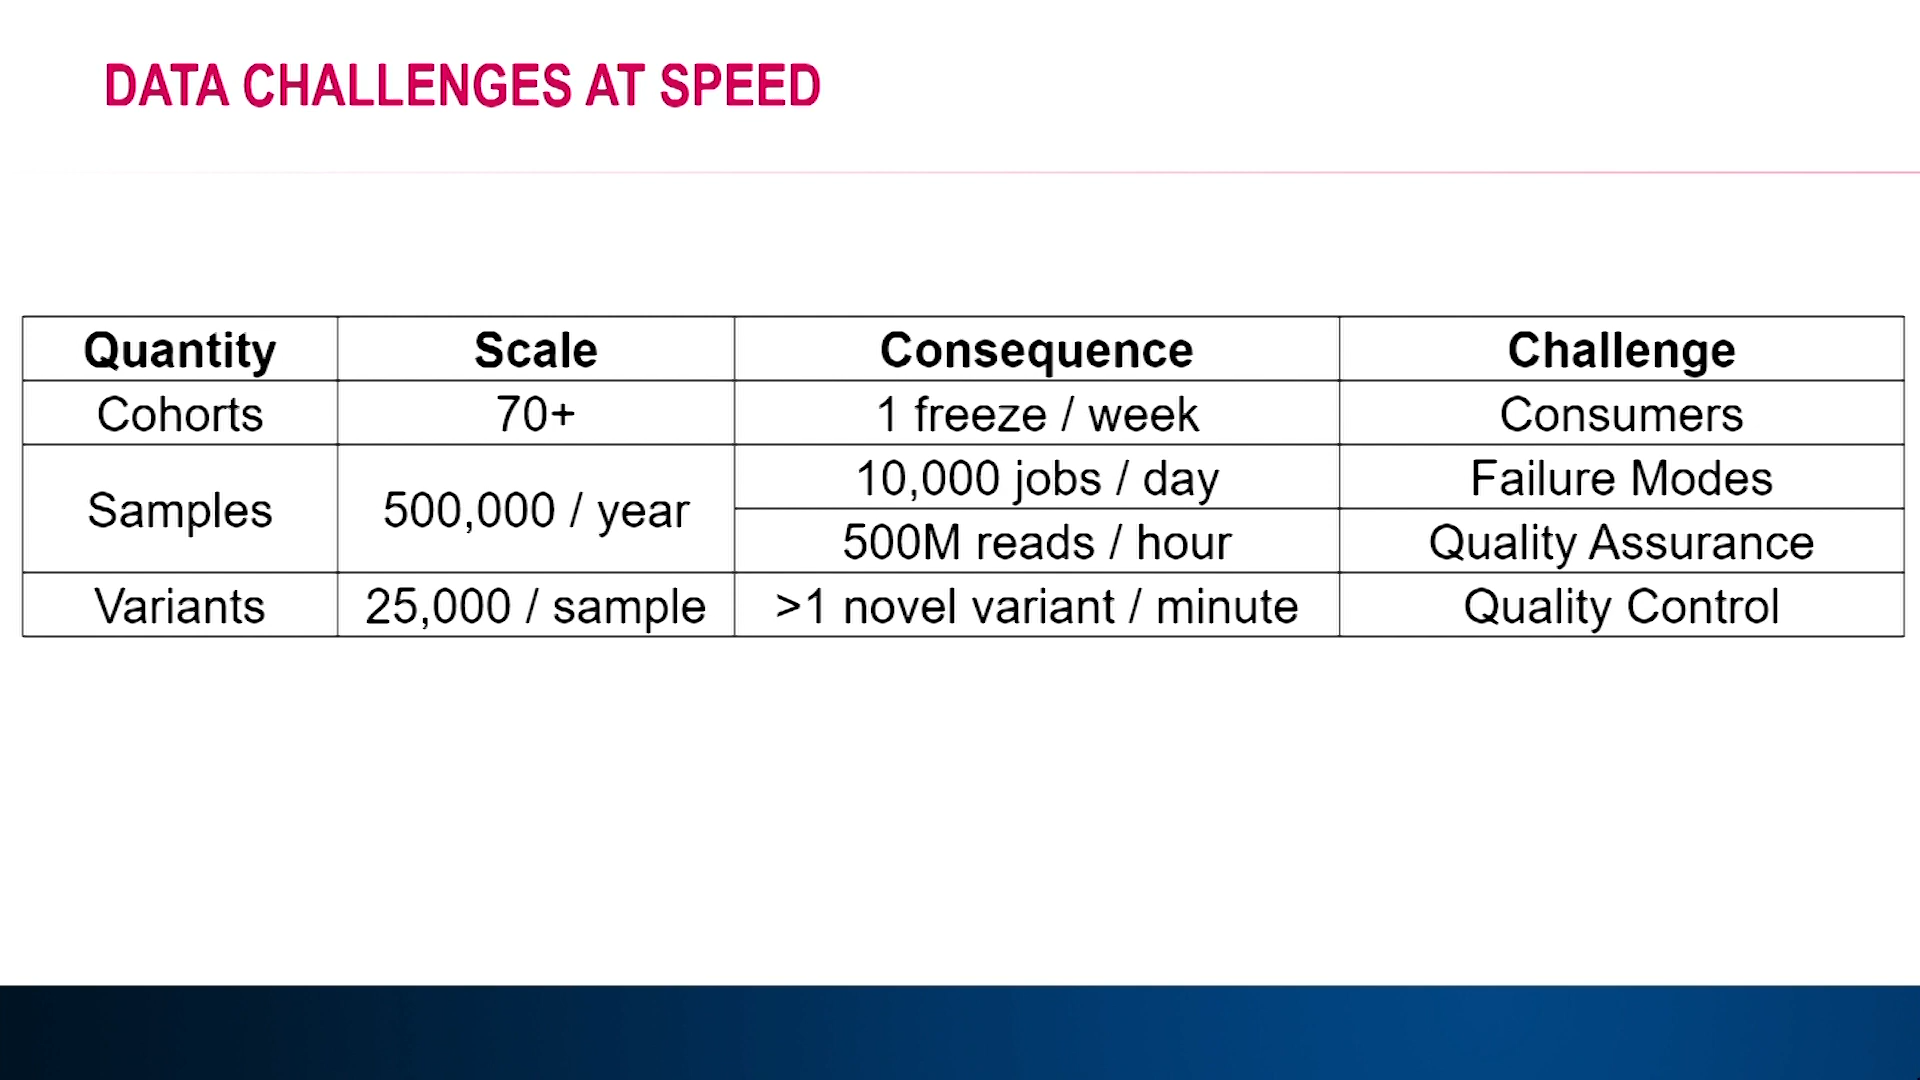 DATA CHALLENGES AT SPEED
Quantity Scale Consequence Challenge
Cohorts 70+ 1 freeze / week Consumers
Samples 500,000 / year 10,000 jobs / day Failure Modes
500M reads / hour Quality Assurance
Variants 25,000 / sample >1 novel variant / minute Quality Control